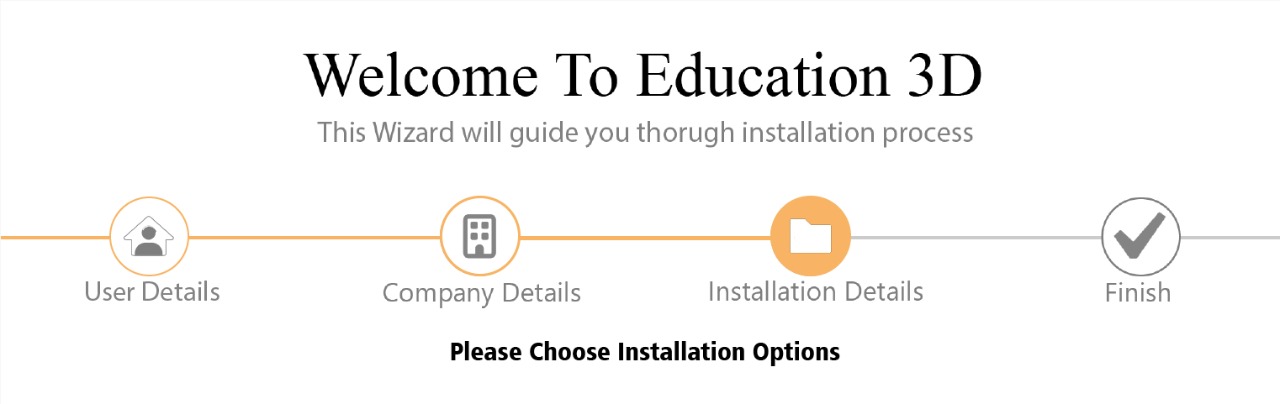 Welcome To Education 3D
This Wizard will guide you thorugh installation process
User Details
Company Details
Installation Details
Finish
Please Choose Installation Options